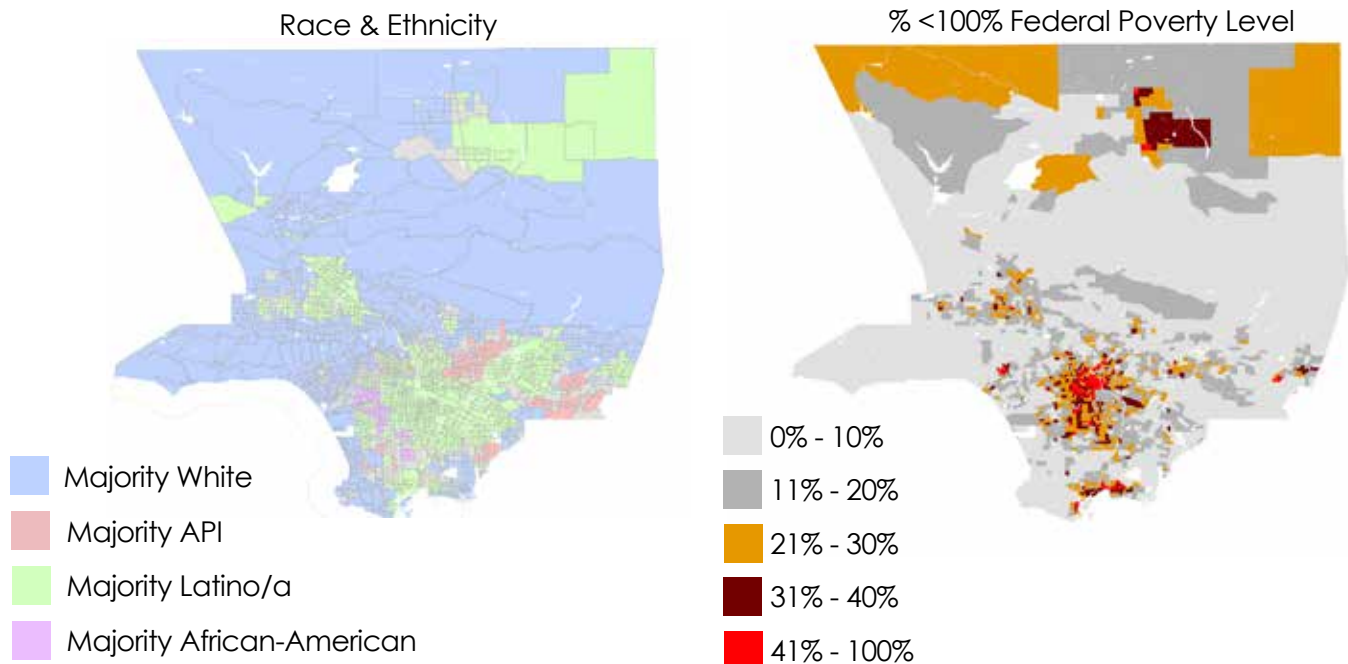 Race & Ethnicity
Majority White
Majority API
Majority Latino/a
Majority African-American
% <100% Federal Poverty Level
0% - 10%
11% - 20%
21% - 30%
31% - 40%
41% - 100%